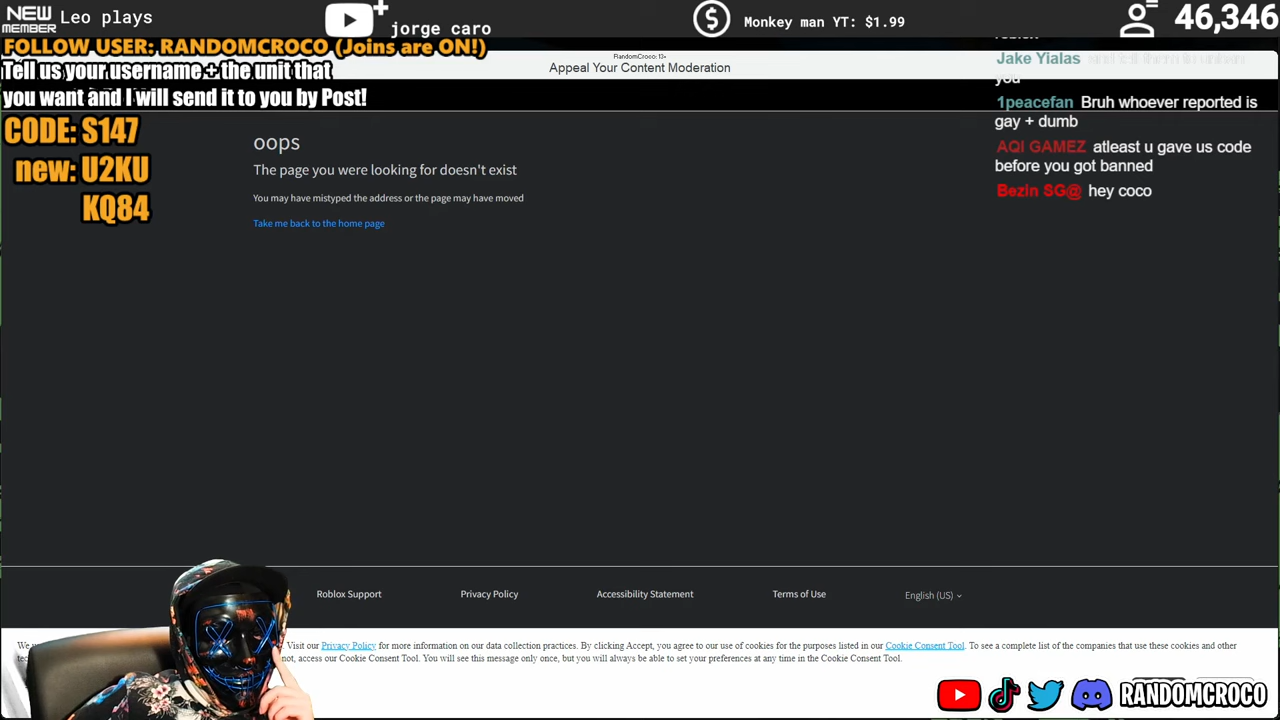 NEW
MEMBER
Leo plays
jorge caro
Monkey man YT: $1.99
46,346
FOLLOW USER: RANDOMCROCO (Joins are ON!)
Tell us your username + the unit that
you want and I will send it to you by Post!
CODE: S147
new: U2KU
KQ84
RandomCroco: 13+
Appeal Your Content Moderation
Jake Yialas
you
1peacefan Bruh whoever reported is
gay + dumb
AQI GAMEZ atleast u gave us code
before you got banned
Bezin SG@ hey coco
oops
The page you were looking for doesn't exist
You may have mistyped the address or the page may have moved
Take me back to the home page
Roblox Support
Privacy Policy
Accessibility Statement
Terms of Use
English (US)
Visit our Privacy Policy for more information on our data collection practices. By clicking Accept, you agree to our use of cookies for the purposes listed in our Cookie Consent Tool. To see a complete list of the companies that use these cookies and other
not, access our Cookie Consent Tool. You will see this message only once, but you will always be able to set your preferences at any time in the Cookie Consent Tool.
RANDOMCROCO